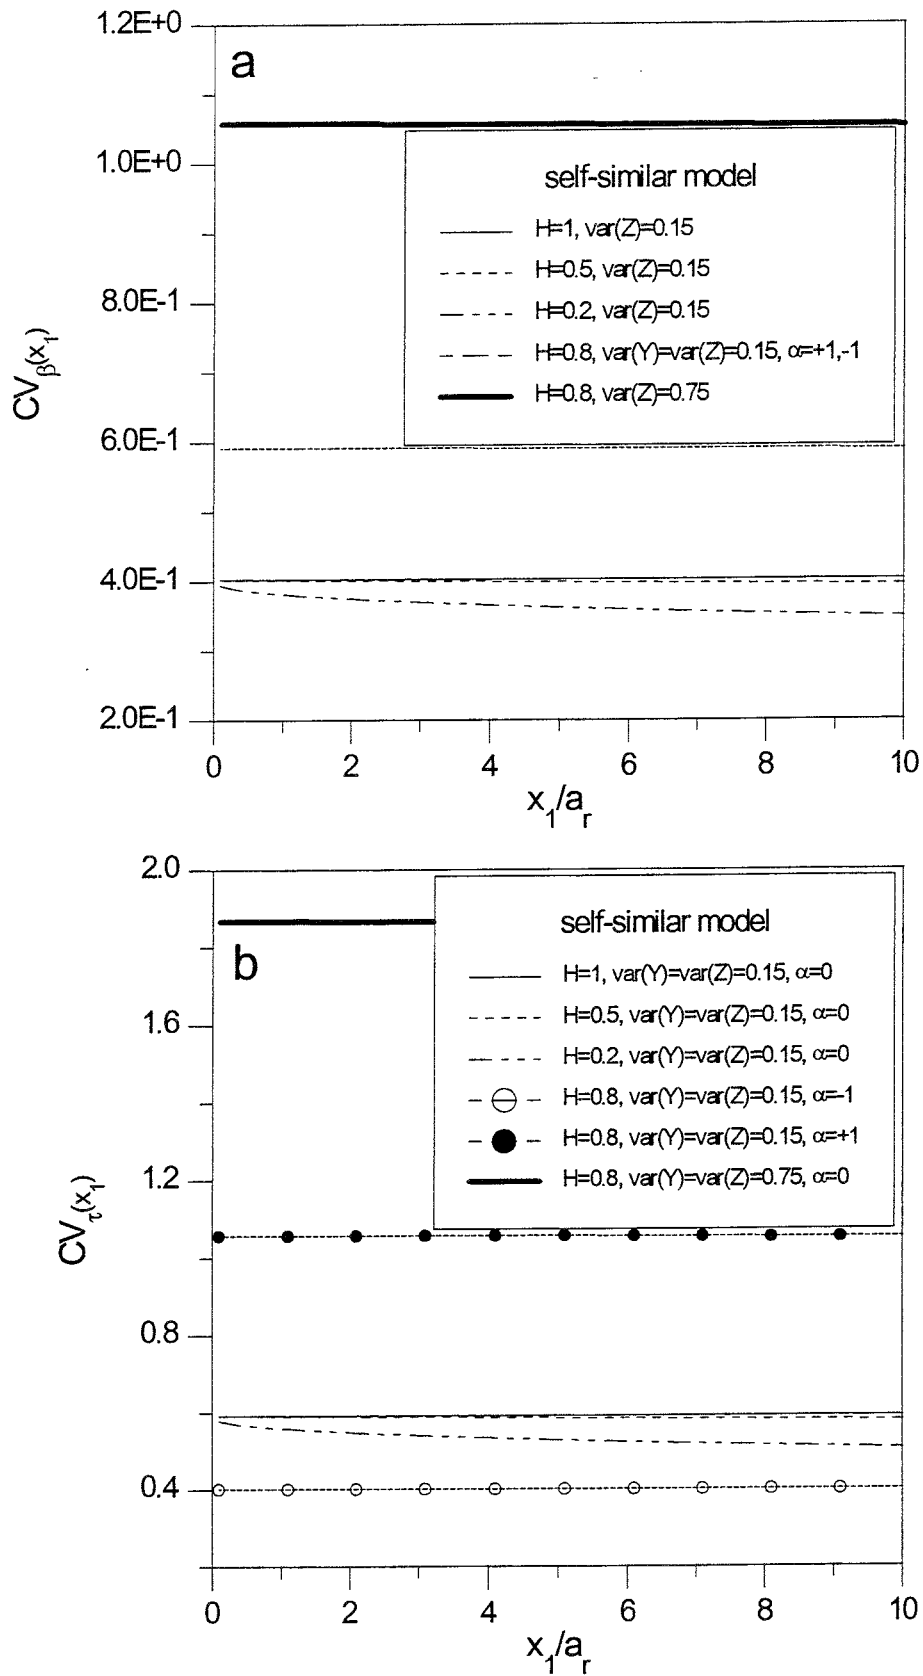 1.2E+0
a
1.0E+0
8.0E-1
6.0E-1
4.0E-1
2.0E-1
CVβ(x1)
self-similar model
H=1, var(Z)=0.15
H=0.5, var(Z)=0.15
H=0.2, var(Z)=0.15
H=0.8, var(Y)=var(Z)=0.15, α=+1,-1
H=0.8, var(Z)=0.75
0 2 4 6 8 10
x1/ar
2.0
b
1.6
1.2
0.8
0.4
CVτ(x1)
self-similar model
H=1, var(Y)=var(Z)=0.15, α=0
H=0.5, var(Y)=var(Z)=0.15, α=0
H=0.2, var(Y)=var(Z)=0.15, α=0
H=0.8, var(Y)=var(Z)=0.15, α=-1
H=0.8, var(Y)=var(Z)=0.15, α=+1
H=0.8, var(Y)=var(Z)=0.75, α=0
0 2 4 6 8 10
x1/ar